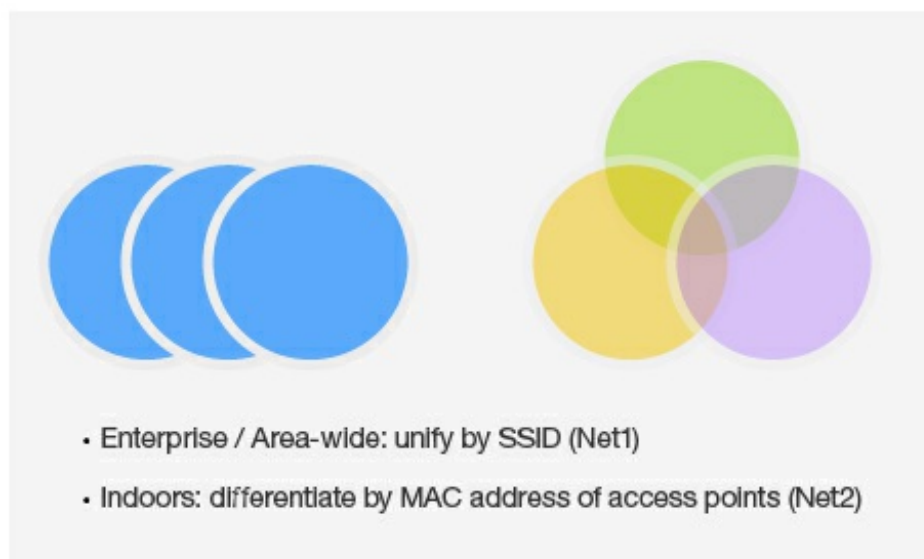 • Enterprise / Area-wide: unify by SSID (Net1)
• Indoors: differentiate by MAC address of access points (Net2)